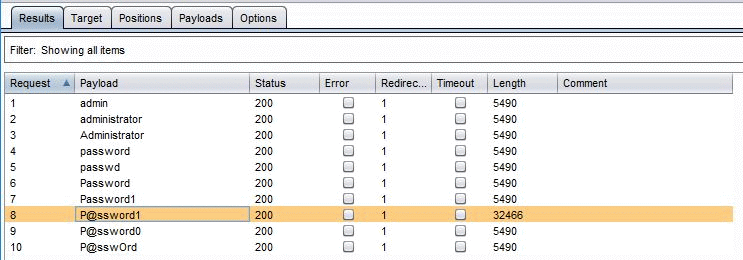 Results Target Positions Payloads Options
Filter: Showing all items
Request Payload Status Error Redirec... Timeout Length Comment
1 admin 200 1 5490
2 administrator 200 1 5490
3 Administrator 200 1 5490
4 password 200 1 5490
5 passwd 200 1 5490
6 Password 200 1 5490
7 Password1 200 1 5490
8 P@ssword1 200 1 32466
9 P@ssword0 200 1 5490
10 P@sswOrd 200 1 5490